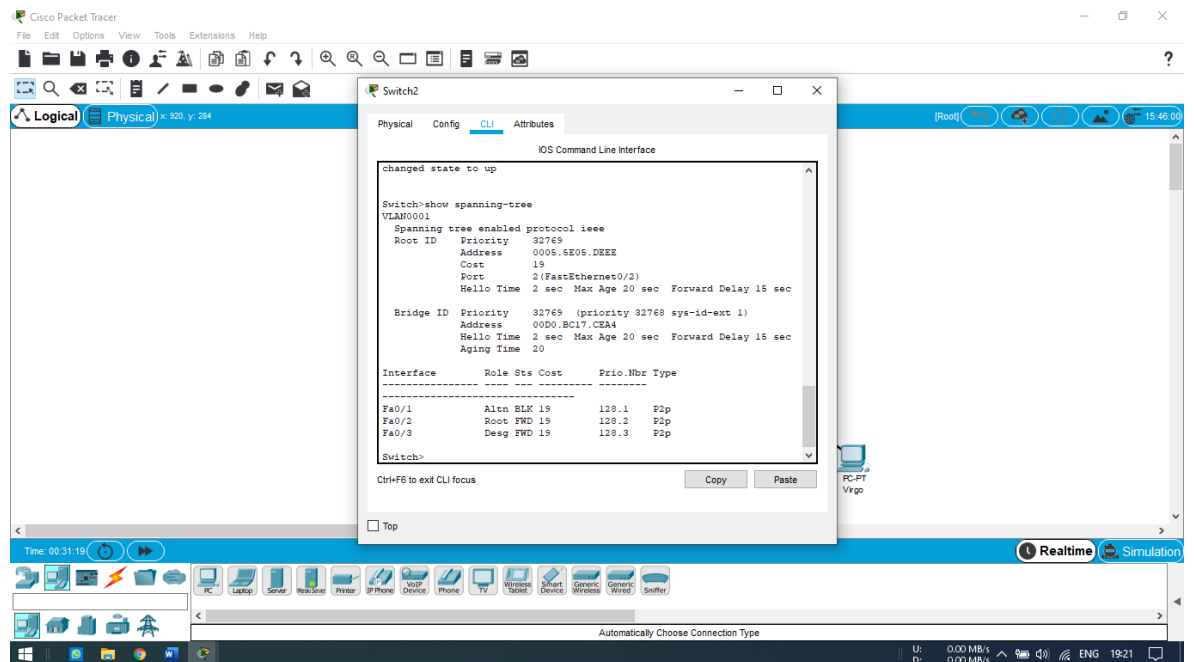 Cisco Packet Tracer
File Edit Options View Tools Extensions Help
?
Logical
Physical
x: 920, y: 284
[Root]
15:46:00
Switch2
Physical Config CLI Attributes
IOS Command Line Interface
changed state to up
Switch>show spanning-tree
VLAN0001
Spanning tree enabled protocol ieee
Root ID Priority 32769
Address 0005.5E05.DEEE
Cost 19
Port 2(FastEthernet0/2)
Hello Time 2 sec Max Age 20 sec Forward Delay 15 sec
Bridge ID Priority 32769 (priority 32768 sys-id-ext 1)
Address 00D0.BC17.CEA4
Hello Time 2 sec Max Age 20 sec Forward Delay 15 sec
Aging Time 20
Interface Role Sts Cost Prio.Nbr Type
---------------- ---- --- --------- -------- 
--------------------------------
Fa0/1 Altn BLK 19 128.1 P2p
Fa0/2 Root FWD 19 128.2 P2p
Fa0/3 Desg FWD 19 128.3 P2p
Switch>
Ctrl+F6 to exit CLI focus
Copy
Paste
Top
PC-PT
Virgo
Time: 00:31:19
Realtime
Simulation
PC Laptop Server Printer IP Phone VoIP Device Phone TV Wireless Tablet Smart Device Generic Wireless Generic Wired Sniffer
Automatically Choose Connection Type
U: 0.00 MB/s
D: 0.00 MB/s
ENG 19:21